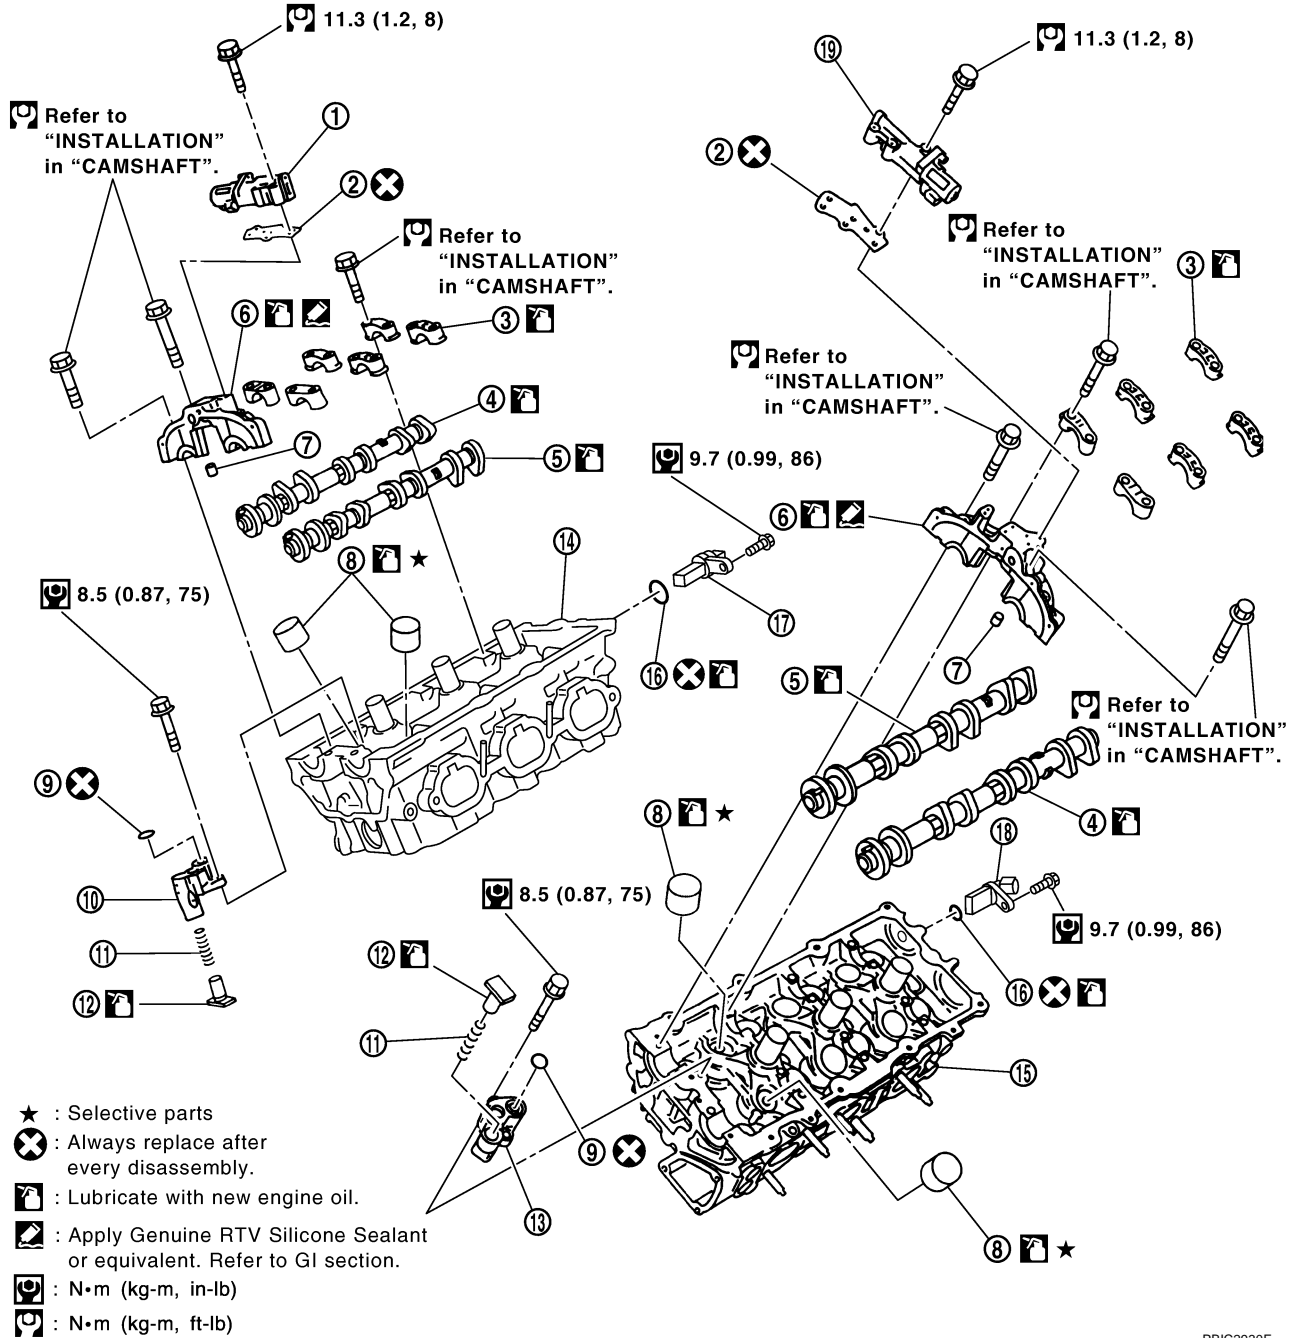 11.3 (1.2, 8)
19
11.3 (1.2, 8)
Refer to
“INSTALLATION”
in “CAMSHAFT”.
1
2
2
Refer to
“INSTALLATION”
in “CAMSHAFT”.
Refer to
“INSTALLATION”
in “CAMSHAFT”.
3
6
3
Refer to
“INSTALLATION”
in “CAMSHAFT”.
4
7
5
9.7 (0.99, 86)
6
8 ★
14
8.5 (0.87, 75)
17
16
5
7
Refer to
“INSTALLATION”
in “CAMSHAFT”.
9
8 ★
4
18
10
8.5 (0.87, 75)
9.7 (0.99, 86)
11
12
12
16
11
15
★ : Selective parts
: Always replace after
every disassembly.
9
: Lubricate with new engine oil.
13
: Apply Genuine RTV Silicone Sealant
or equivalent. Refer to GI section.
8 ★
: N•m (kg-m, in-lb)
: N•m (kg-m, ft-lb)